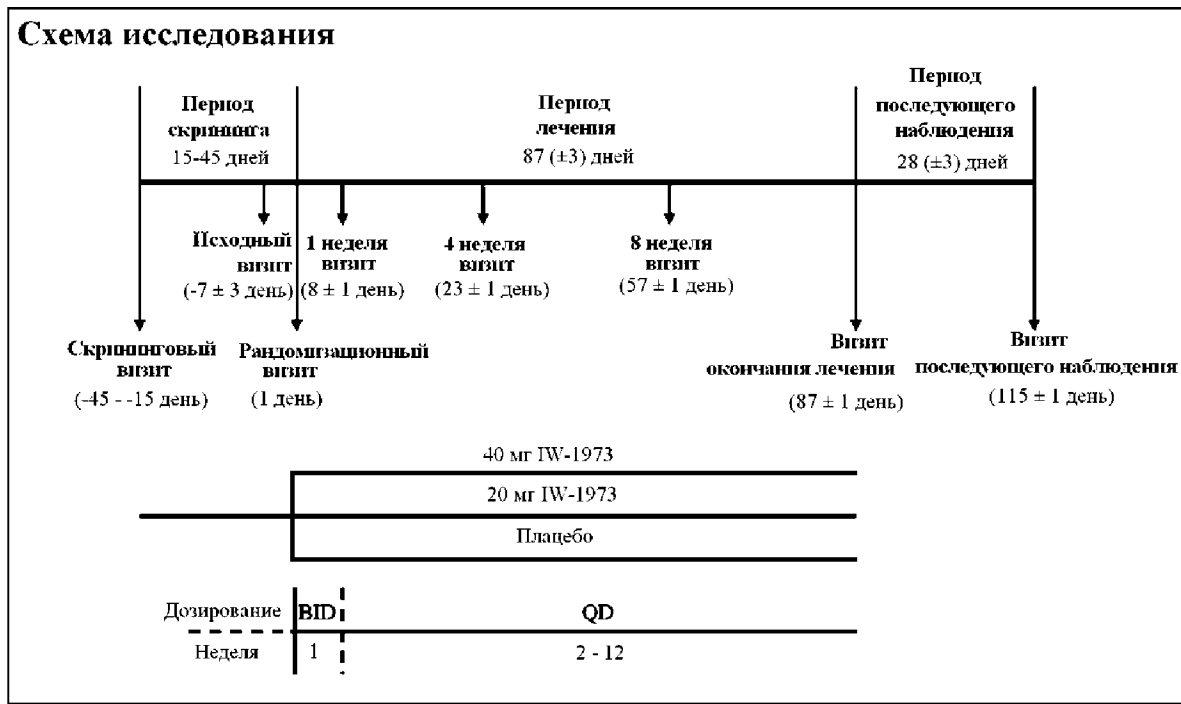 Схема исследования
Период
скрининга
15-45 дней
Период
лечения
87 (±3) дней
Период
последующего
наблюдения
28 (±3) дней
Исходный
визит
(-7 ± 3 день)
1 неделя
визит
(8 ± 1 день)
4 неделя
визит
(23 ± 1 день)
8 неделя
визит
(57 ± 1 день)
Скрининговый
визит
(-45 - -15 день)
Рандомизационный
визит
(1 день)
Визит
окончания лечения
(87 ± 1 день)
Визит
последующего наблюдения
(115 ± 1 день)
40 мг IW-1973
20 мг IW-1973
Плацебо
Дозирование BID QD
Неделя 1 2 - 12